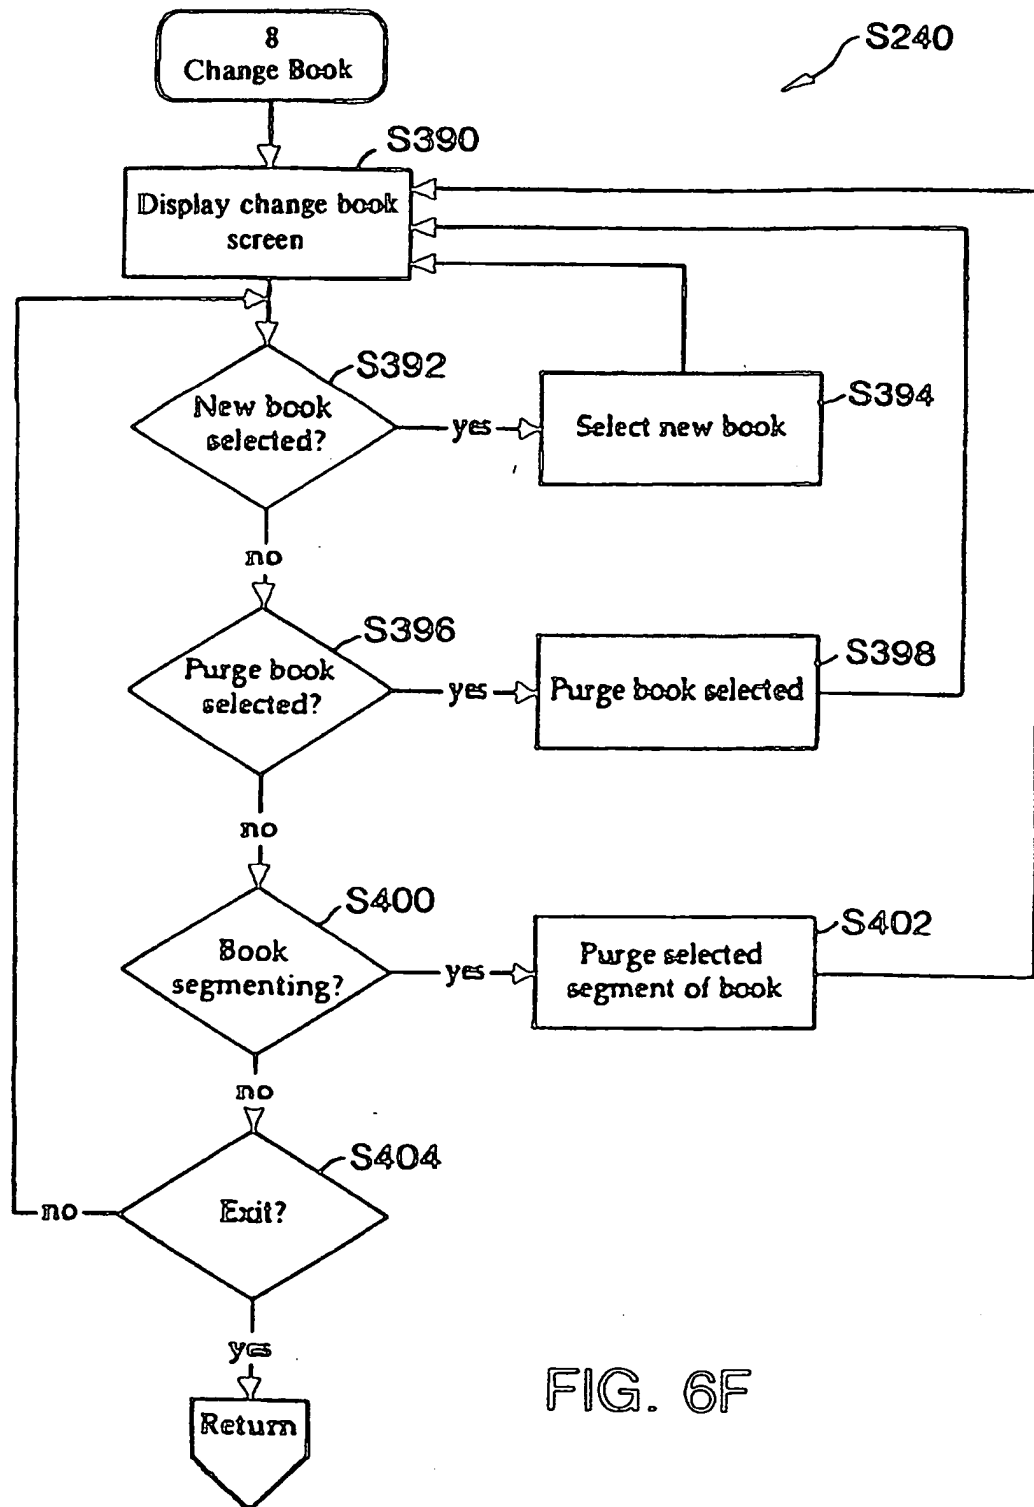 8
Change Book
S240
S390
Display change book
screen
S392
New book
selected?
yes
S394
Select new book
no
S396
Purge book
selected?
yes
S398
Purge book selected
no
S400
Book
segmenting?
yes
S402
Purge selected
segment of book
no
S404
Exit?
no
yes
Return
FIG. 6F